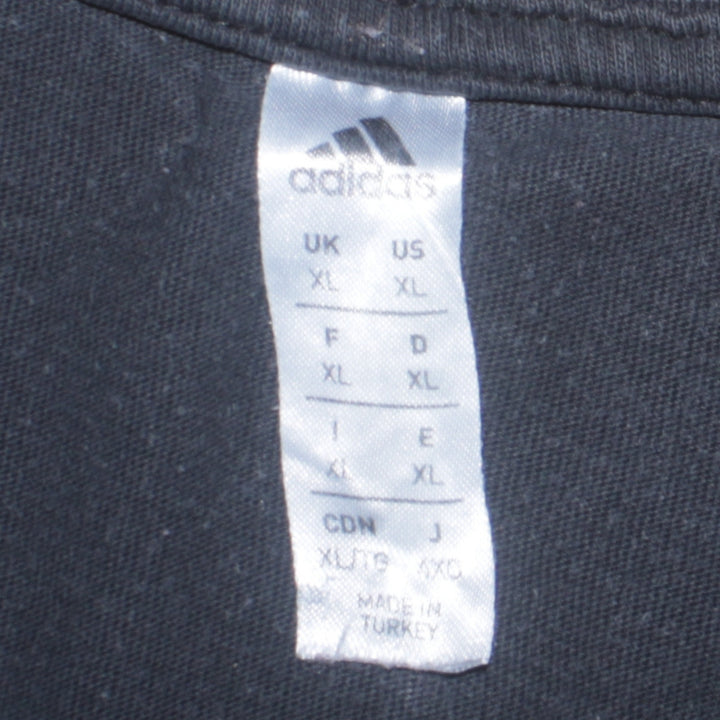 adidas
UK US
XL XL
F D
XL XL
I E
XL XL
CDN J
XL/TG
MADE IN
TURKEY